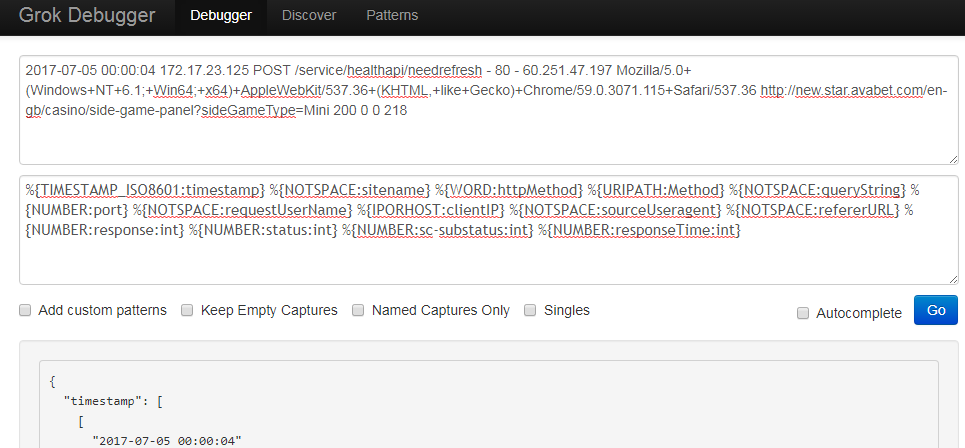 Grok Debugger Debugger Discover Patterns
2017-07-05 00:00:04 172.17.23.125 POST /service/healthapi/needrefresh - 80 - 60.251.47.197 Mozilla/5.0+
(Windows+NT+6.1;+Win64;+x64)+AppleWebKit/537.36+(KHTML,+like+Gecko)+Chrome/59.0.3071.115+Safari/537.36 http://new.star.avabet.com/en-
gb/casino/side-game-panel?sideGameType=Mini 200 0 0 218
%{TIMESTAMP_ISO8601:timestamp} %{NOTSPACE:sitename} %{WORD:httpMethod} %{URIPATH:Method} %{NOTSPACE:queryString} %
{NUMBER:port} %{NOTSPACE:requestUserName} %{IPORHOST:clientIP} %{NOTSPACE:sourceUseragent} %{NOTSPACE:refererURL} %
{NUMBER:response:int} %{NUMBER:status:int} %{NUMBER:sc-substatus:int} %{NUMBER:responseTime:int}
Add custom patterns Keep Empty Captures Named Captures Only Singles Autocomplete Go
{
"timestamp": [
[
"2017-07-05 00:00:04"